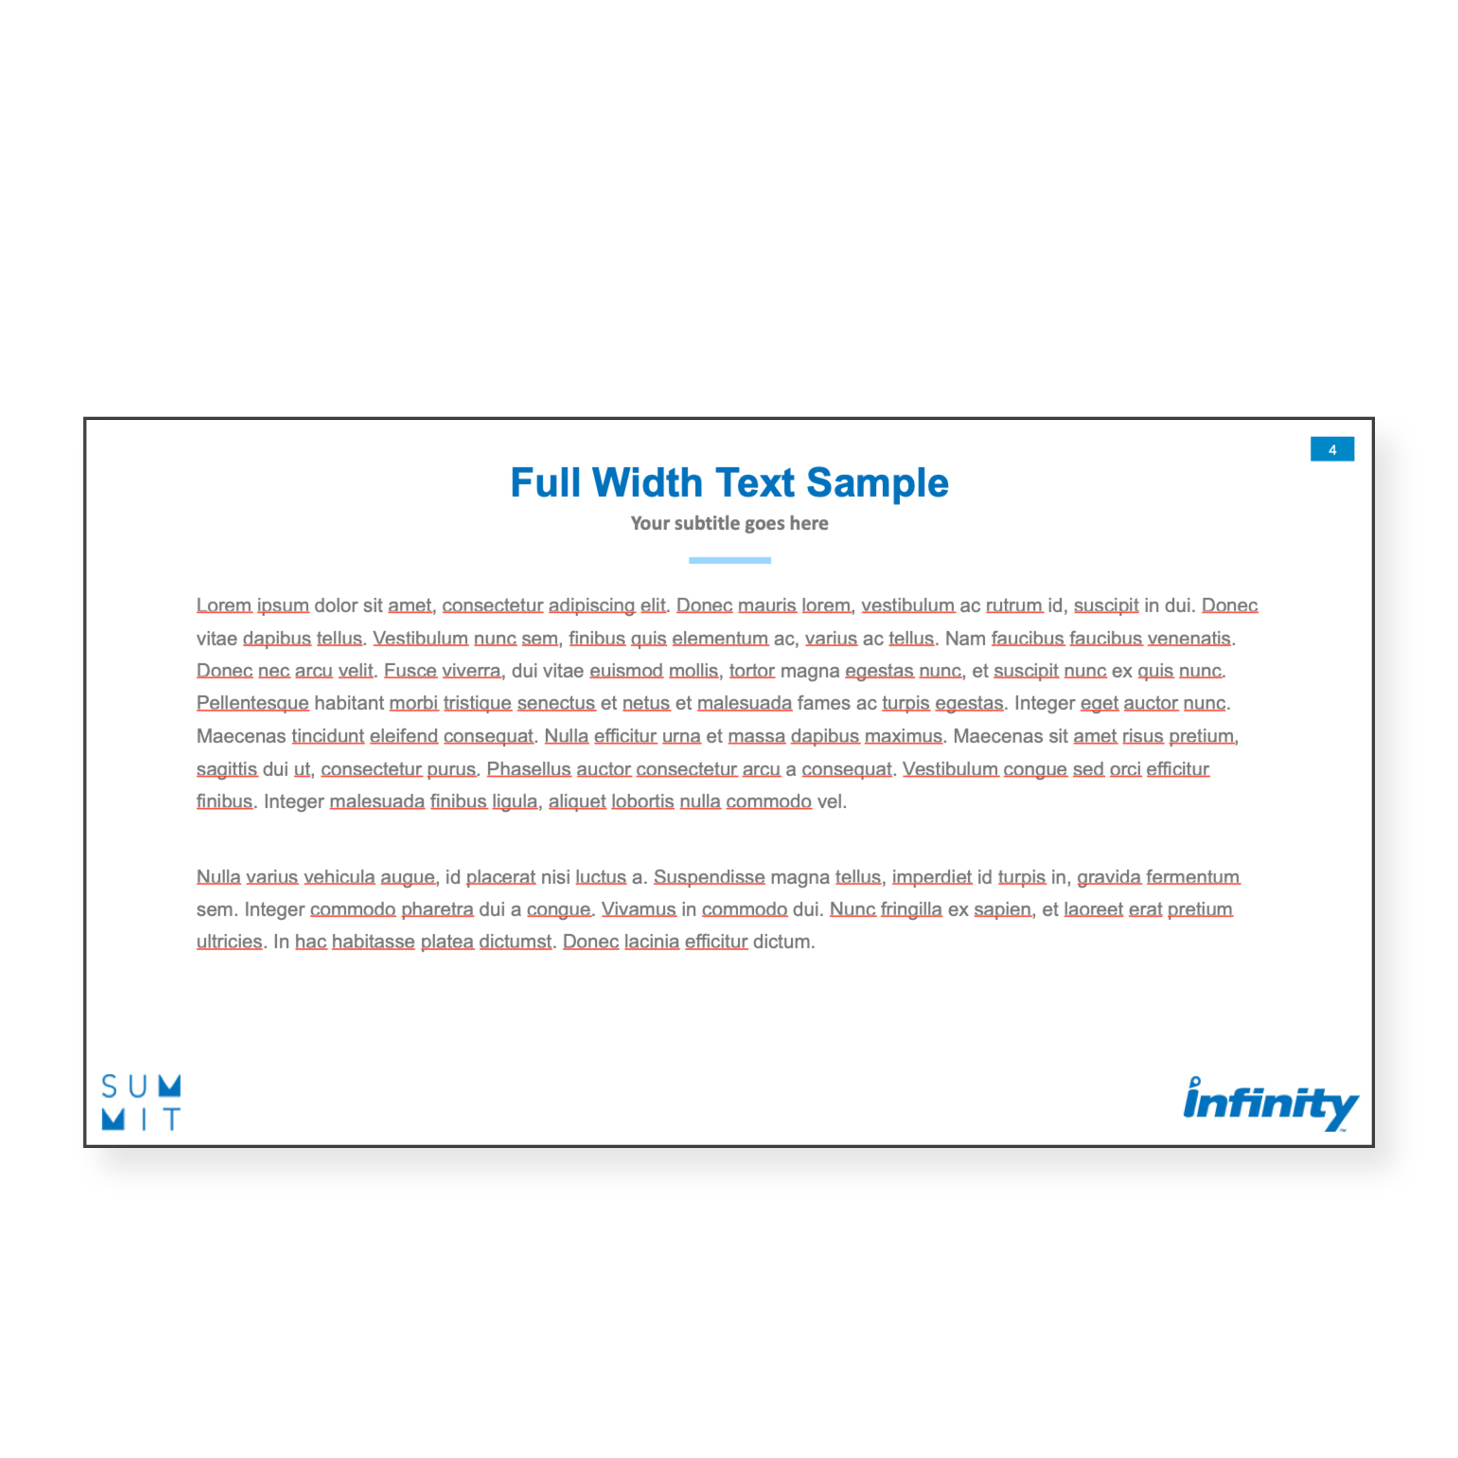 4
Full Width Text Sample
Your subtitle goes here
Lorem ipsum dolor sit amet, consectetur adipiscing elit. Donec mauris lorem, vestibulum ac rutrum id, suscipit in dui. Donec
vitae dapibus tellus. Vestibulum nunc sem, finibus quis elementum ac, varius ac tellus. Nam faucibus faucibus venenatis.
Donec nec arcu velit. Fusce viverra, dui vitae euismod mollis, tortor magna egestas nunc, et suscipit nunc ex quis nunc.
Pellentesque habitant morbi tristique senectus et netus et malesuada fames ac turpis egestas. Integer eget auctor nunc.
Maecenas tincidunt eleifend consequat. Nulla efficitur urna et massa dapibus maximus. Maecenas sit amet risus pretium,
sagittis dui ut, consectetur purus. Phasellus auctor consectetur arcu a consequat. Vestibulum congue sed orci efficitur
finibus. Integer malesuada finibus ligula, aliquet lobortis nulla commodo vel.
Nulla varius vehicula augue, id placerat nisi luctus a. Suspendisse magna tellus, imperdiet id turpis in, gravida fermentum
sem. Integer commodo pharetra dui a congue. Vivamus in commodo dui. Nunc fringilla ex sapien, et laoreet erat pretium
ultricies. In hac habitasse platea dictumst. Donec lacinia efficitur dictum.
SUM
MIT
infinity™